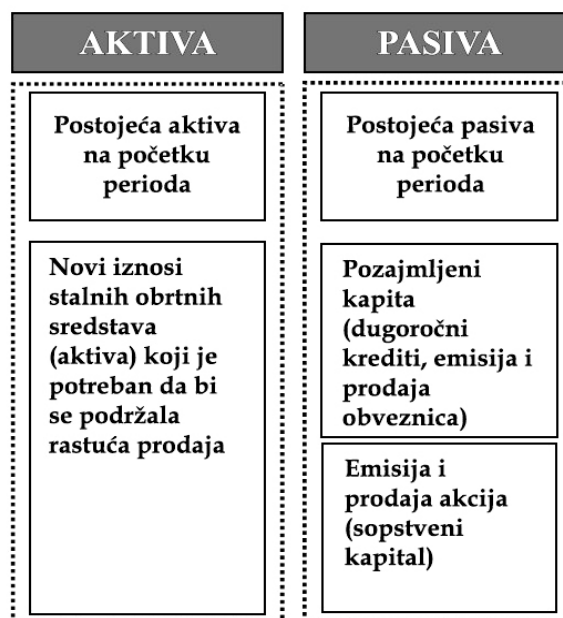 AKTIVA
Postojeća aktiva
na početku
perioda
Novi iznosi
stalnih obrtnih
sredstava
(aktiva) koji je
potreban da bi
se podržala
rastuća prodaja
PASIVA
Postojeća pasiva
na početku
perioda
Pozajmljeni
kapita
(dugoročni
krediti, emisija i
prodaja
obveznica)
Emisija i
prodaja akcija
(sopstveni
kapital)